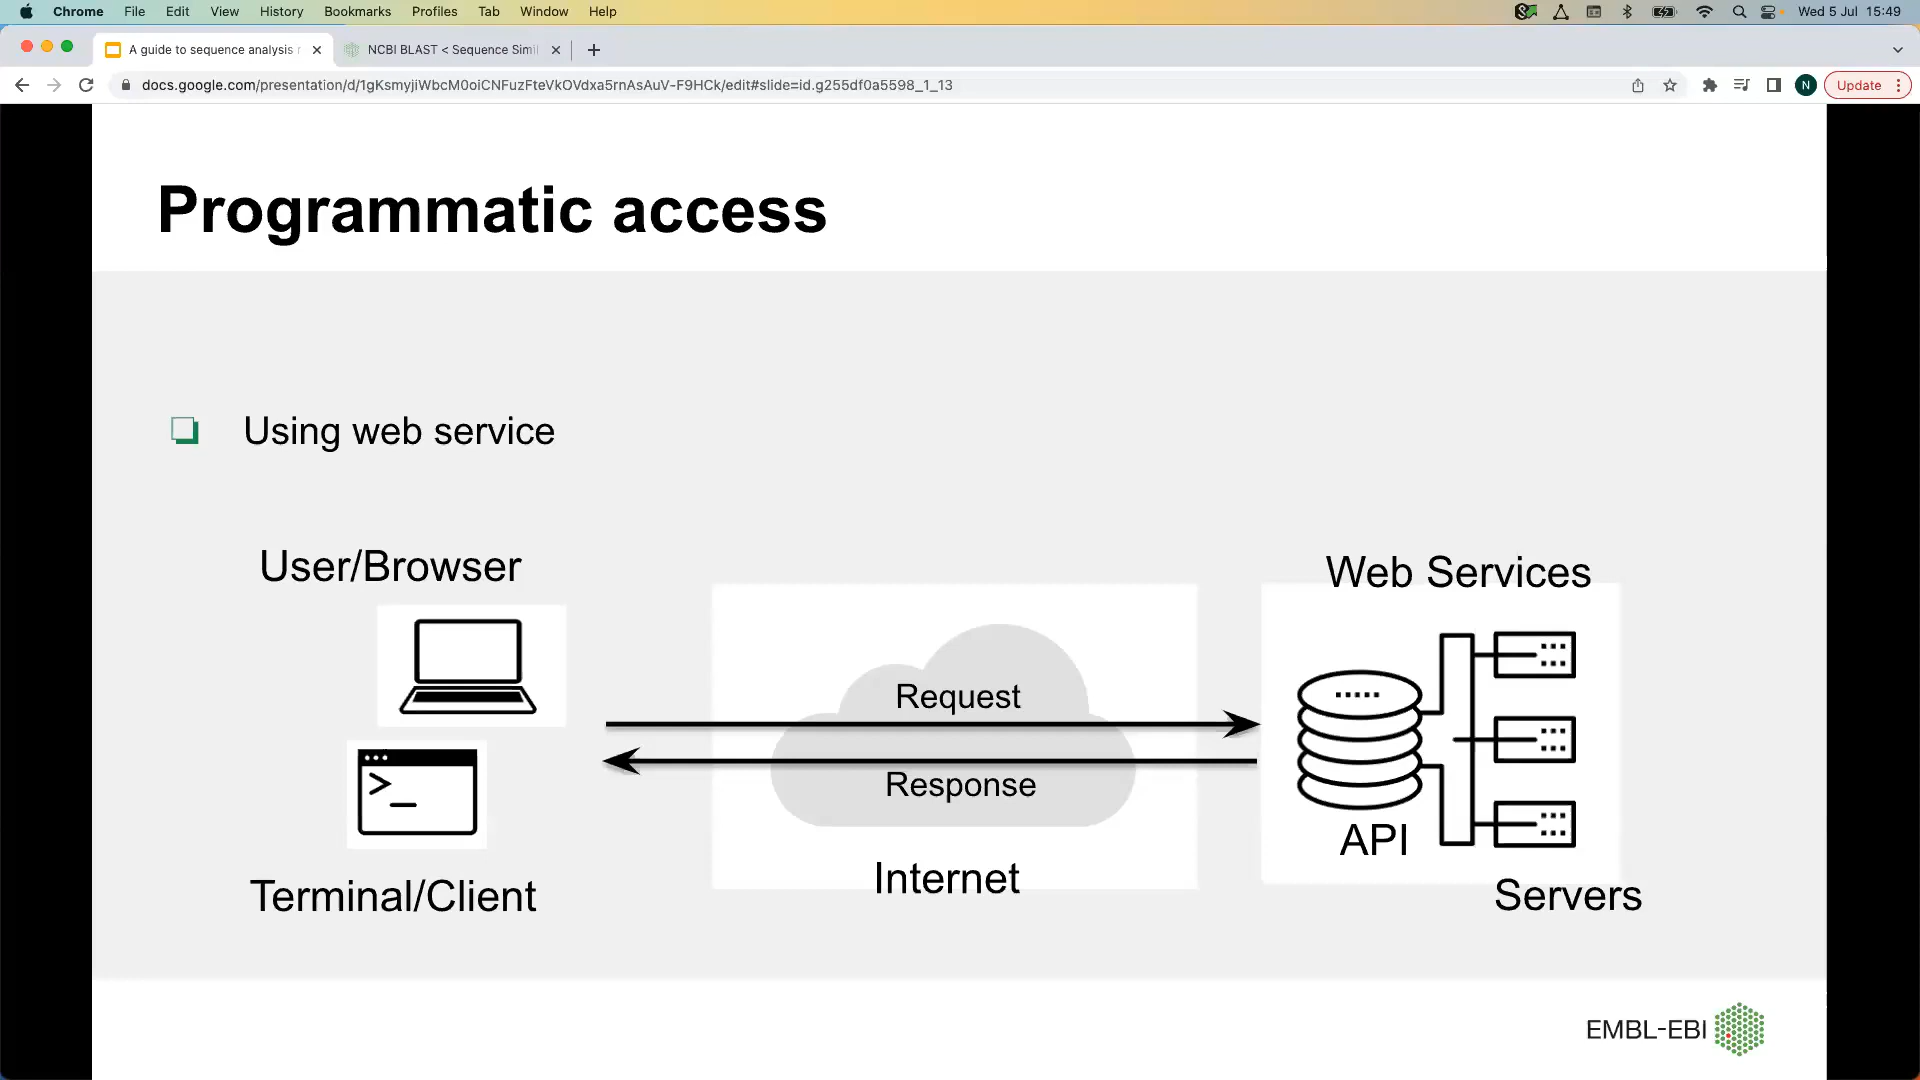 Chrome File Edit View History Bookmarks Profiles Tab Window Help Wed 5 Jul 15:49
A guide to sequence analysis NCBI BLAST < Sequence Simi
docs.google.com/presentation/d/1gKsmyjiWbcM0oiCNFuzFteVkOVdxa5rnAsAuV-F9HCk/edit#slide=id.g255df0a5598_1_13 N Update
Programmatic access
Using web service
User/Browser
Web Services
Request
Response
>_
API
Internet
Terminal/Client
Servers
EMBL-EBI